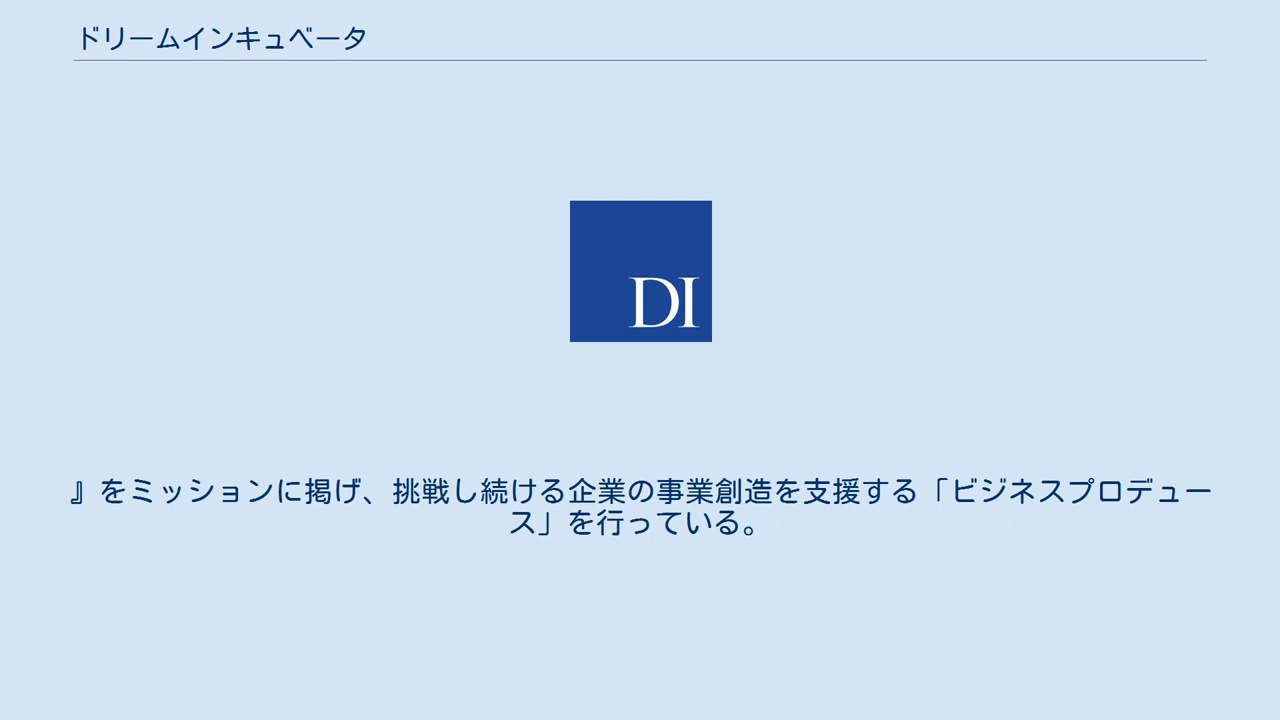 ドリームインキュベータ
DI
』をミッションに掲げ、挑戦し続ける企業の事業創造を支援する「ビジネスプロデュー
ス」を行っている。